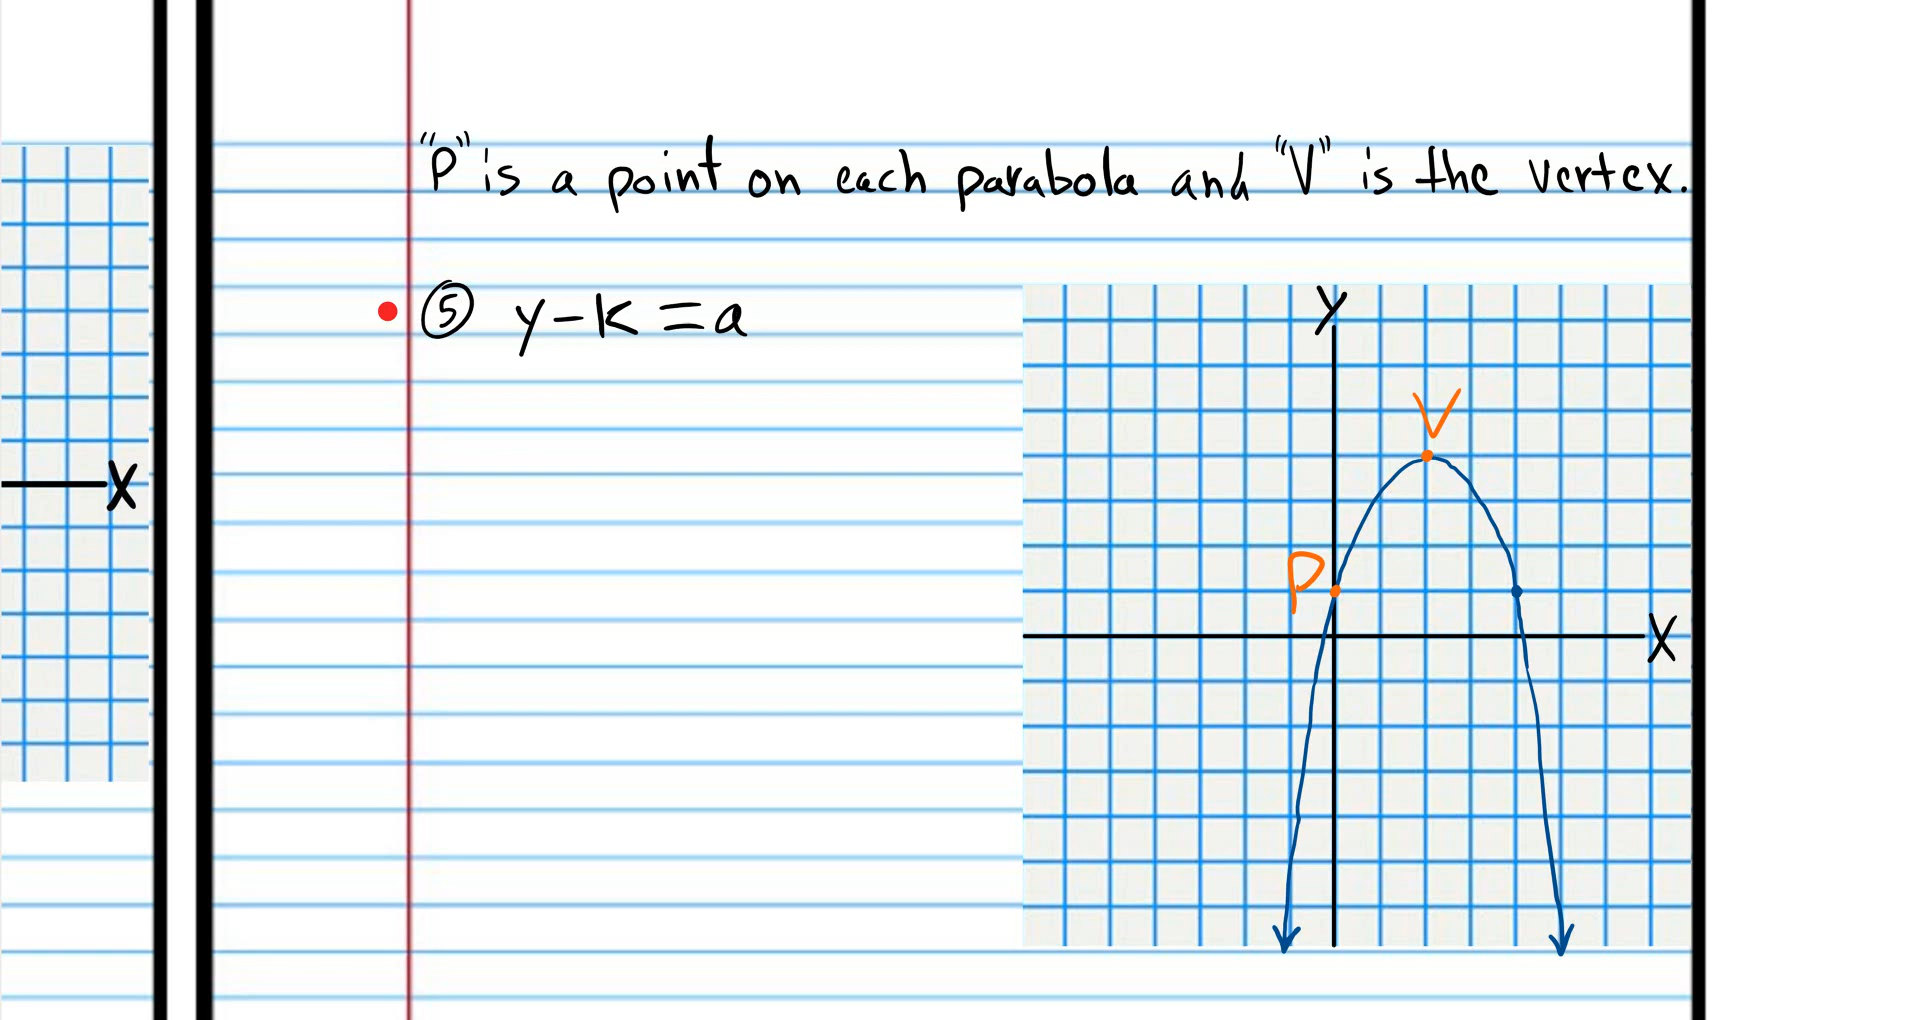 X
"P" is a point on each parabola and "V" is the vertex.
⑤ y-k=a
y
V
P
X